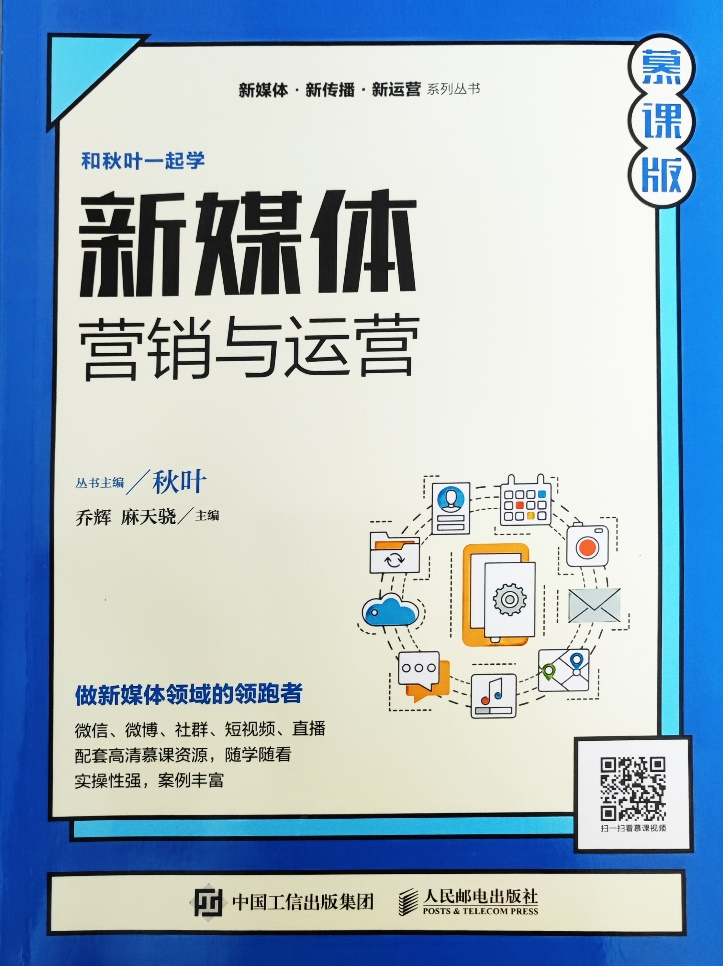 新媒体·新传播·新运营 系列丛书
慕课版
和秋叶一起学
新媒体
营销与运营
丛书主编／秋叶
乔辉 麻天骁／主编
做新媒体领域的领跑者
微信、微博、社群、短视频、直播
配套高清慕课资源，随学随看
实操性强，案例丰富
扫一扫看慕课视频
中国工信出版集团 人民邮电出版社
POSTS & TELECOM PRESS